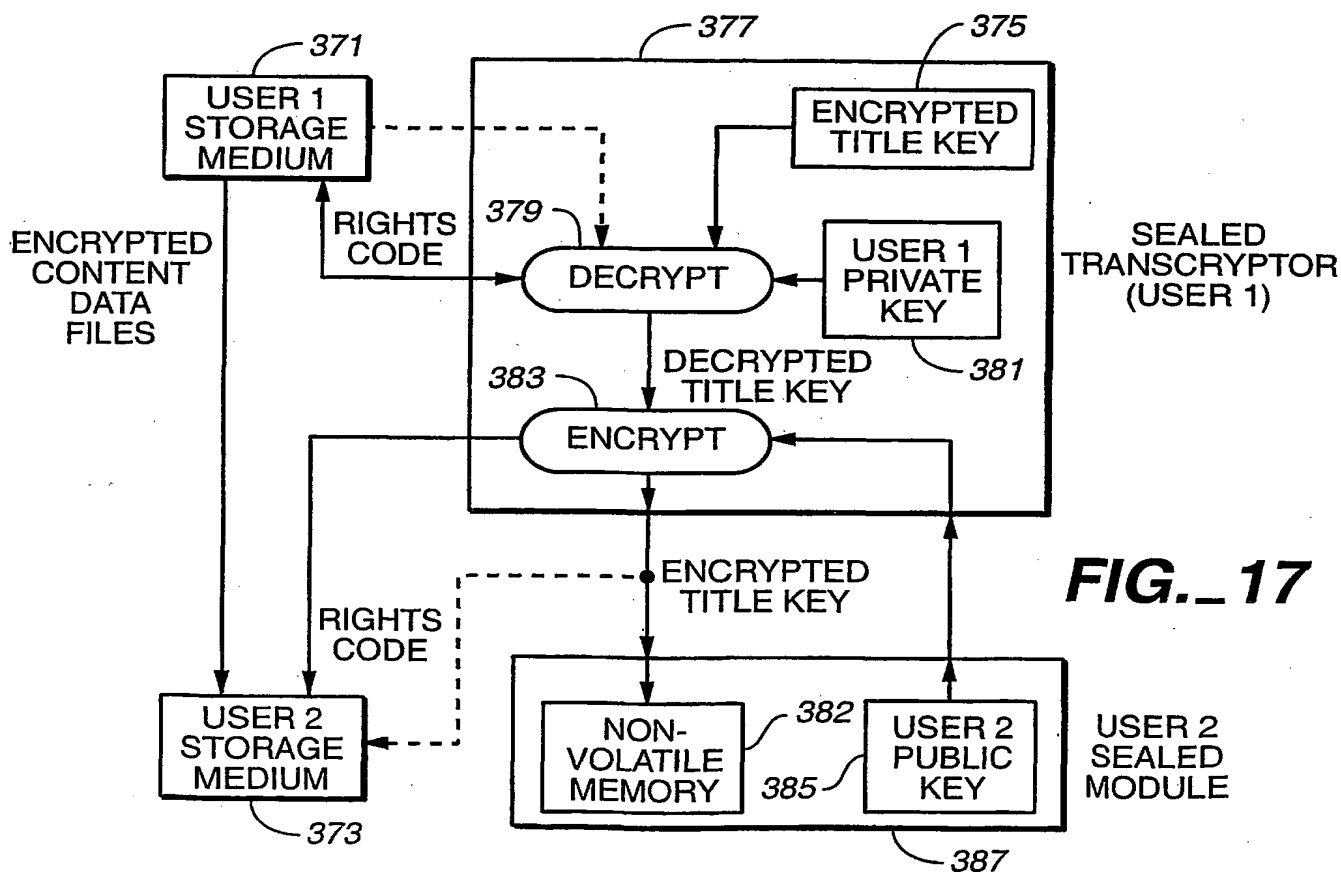 371
USER 1
STORAGE
MEDIUM
377
375
ENCRYPTED
TITLE KEY
ENCRYPTED
CONTENT
DATA
FILES
RIGHTS
CODE
379
DECRYPT
USER 1
PRIVATE
KEY
381
SEALED
TRANSCRYPTOR
(USER 1)
DECRYPTED
TITLE KEY
383
ENCRYPT
ENCRYPTED
TITLE KEY
FIG._17
RIGHTS
CODE
USER 2
STORAGE
MEDIUM
373
NON-
VOLATILE
MEMORY
382
385
USER 2
PUBLIC
KEY
USER 2
SEALED
MODULE
387